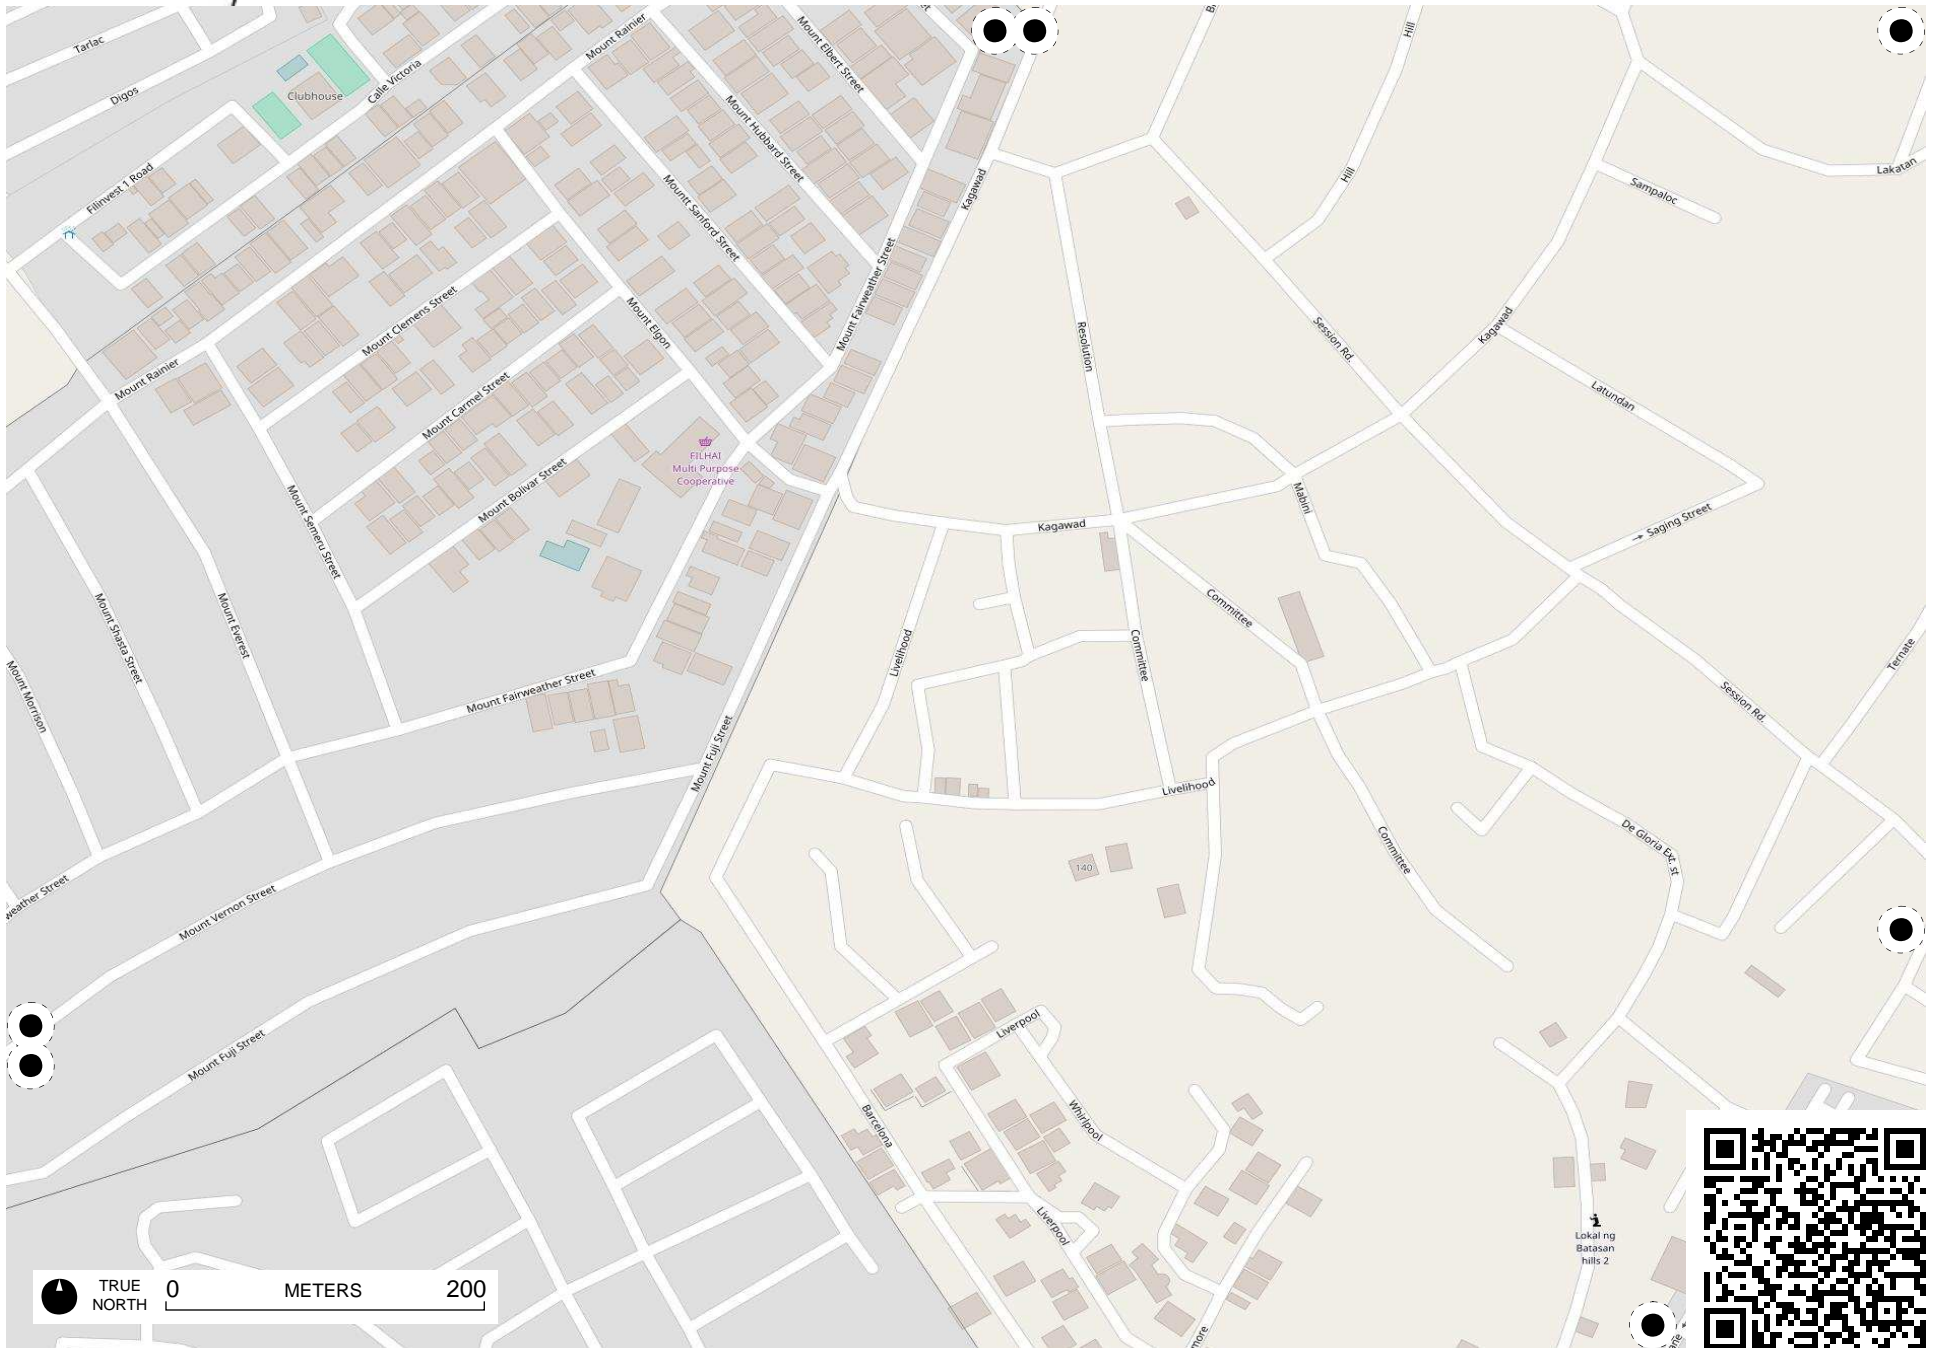 Tarlac
Digos
Clubhouse
Calle Victoria
Mount Rainier
Mount Elbert Street
Mount Hubbard Street
Filinvest 1 Road
Mountt Sanford Street
Kagawad
Hill
Hill
Lakatan
Sampaloc
Mount Fairweather Street
Mount Clemens Street
Mount Elgon
Resolution
Session Rd.
Kagawad
Mount Rainier
Mount Carmel Street
Latundan
FILHAI
Multi Purpose
Cooperative
Mount Bolivar Street
Mount Semeru Street
Mabini
Kagawad
Saging Street
Mount Shasta Street
Mount Everest
Committee
Livelihood
Committee
Ternate
Mount Morrison
Mount Fairweather Street
Session Rd.
Mount Fuji Street
Livelihood
De Gloria Ext. st
Committee
140
weather Street
Mount Vernon Street
Liverpool
Mount Fuji Street
Barcelona
Whirlpool
Liverpool
Lokal ng
Batasan
hills 2
TRUE
NORTH
0 METERS 200
more